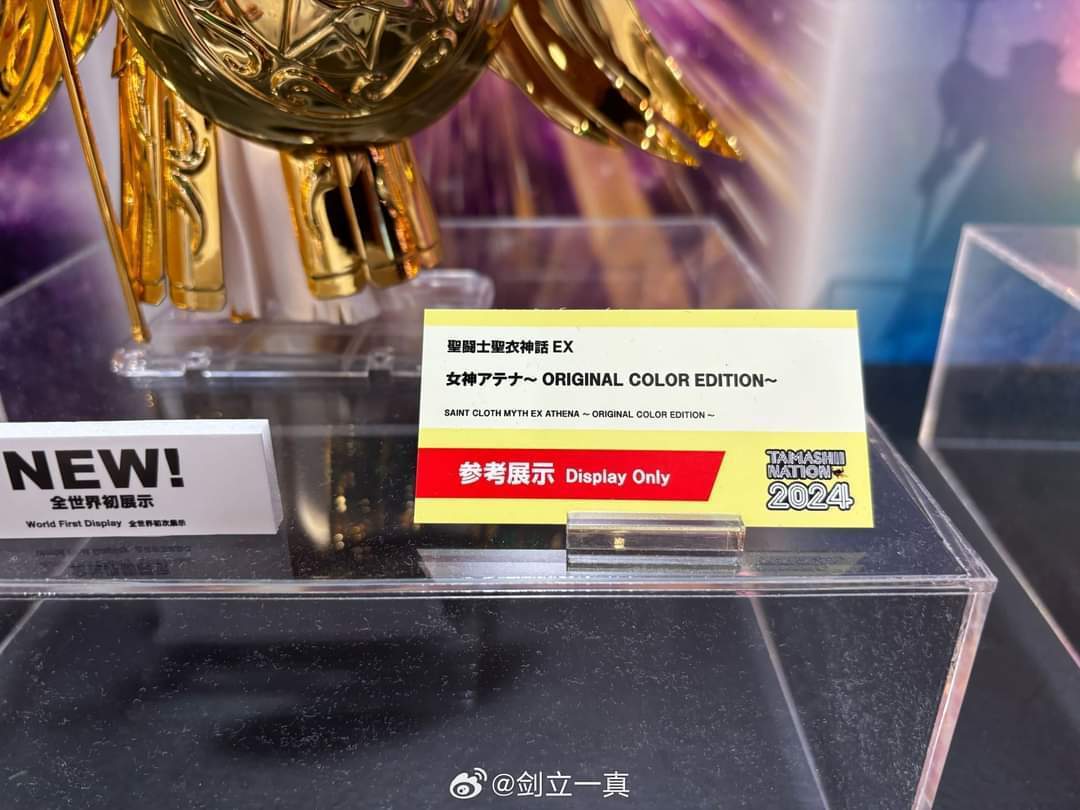 聖闘士聖衣神話 EX
女神アテナ～ ORIGINAL COLOR EDITION～
SAINT CLOTH MYTH EX ATHENA ～ ORIGINAL COLOR EDITION ～
参考展示 Display Only
TAMASHII
NATION
2024
NEW!
全世界初展示
World First Display 全世界初次展示
@剑立一真